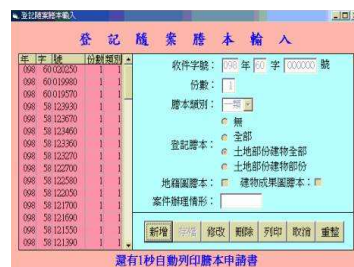 登記隨案謄本輸入
登 記 隨 案 謄 本 輸 入
年 字 號 份數 類別
098 60 020250 1 1
098 60 019980 1 1
098 60 019570 1 1
098 58 123930 1 1
098 58 123670 1 1
098 58 123460 1 1
098 58 123360 1 1
098 58 123270 1 1
098 58 122700 1 1
098 58 122580 1 1
098 58 122050 1 1
098 58 121700 1 1
098 58 121690 1 1
098 58 121550 1 1
098 58 121390 1 1
收件字號： 098 年 60 字 000000 號
份數： 1
謄本類別： 一類
登記謄本：
無
全部
土地部份建物全部
土地部份建物部份
地籍圖謄本： 建物成果圖謄本：
案件辦理情形：
新增 存檔 修改 刪除 列印 取消 重整
還有1秒自動列印謄本申請書